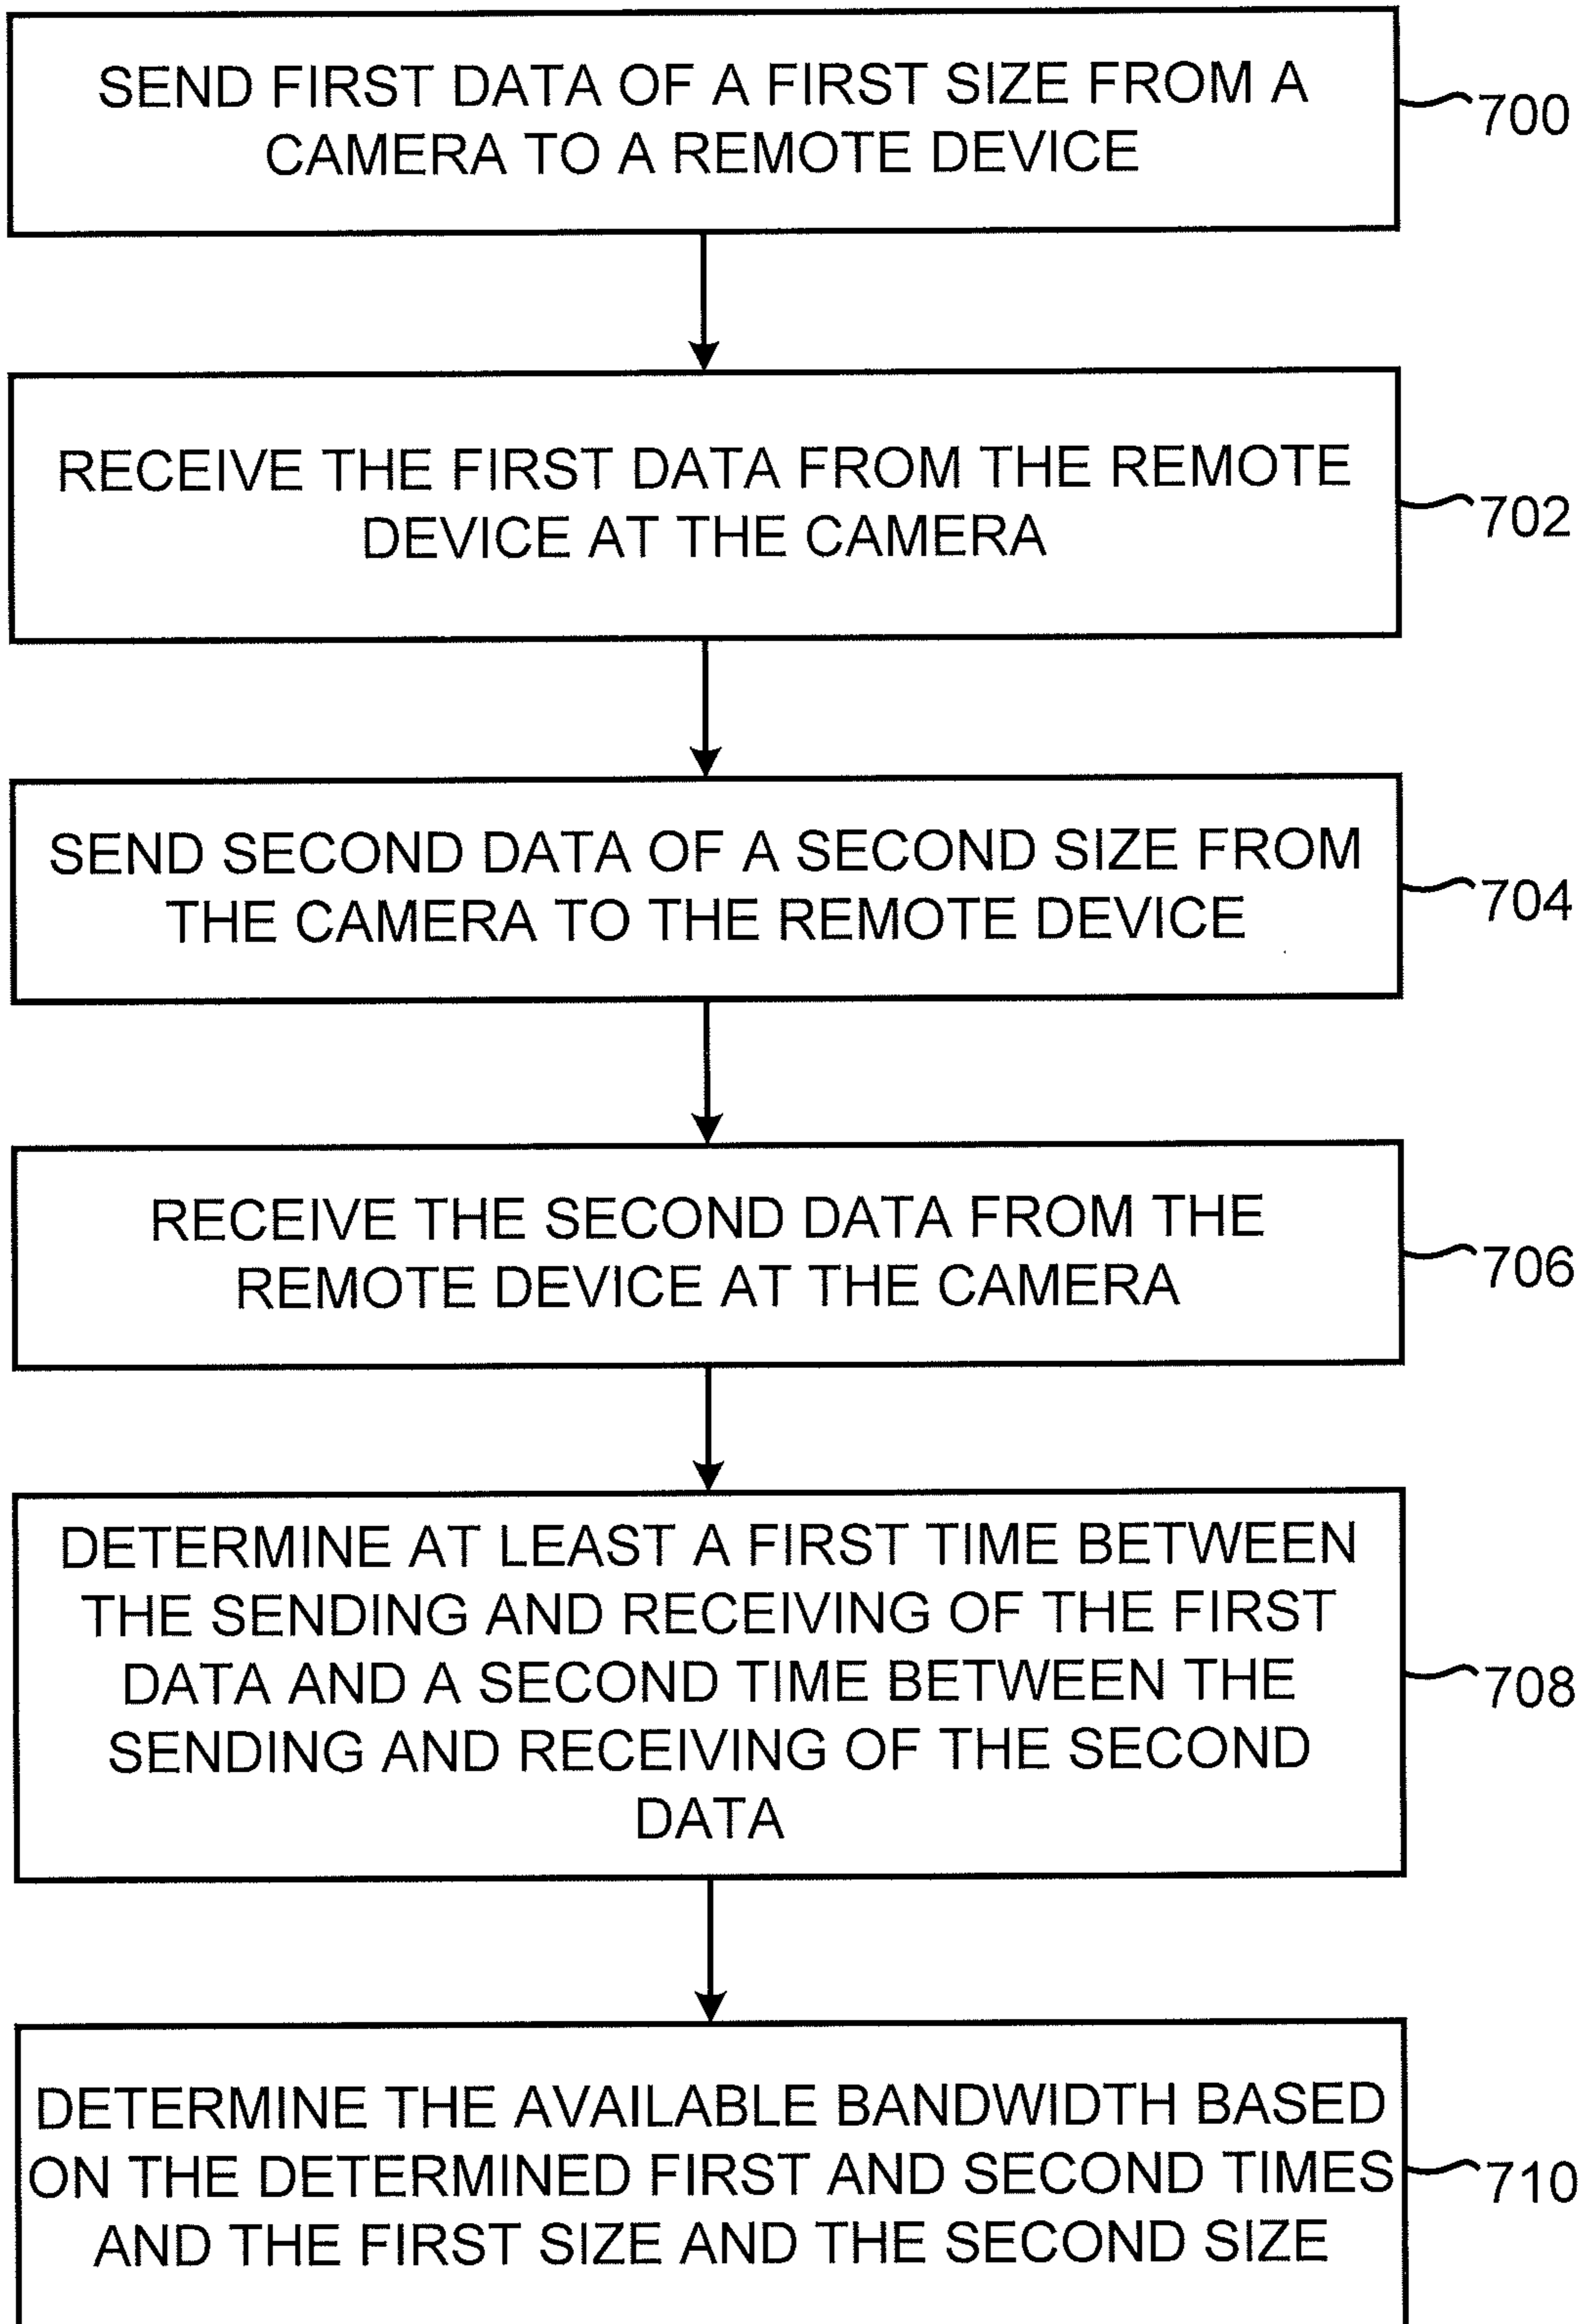 SEND FIRST DATA OF A FIRST SIZE FROM A
CAMERA TO A REMOTE DEVICE
700
RECEIVE THE FIRST DATA FROM THE REMOTE
DEVICE AT THE CAMERA
702
SEND SECOND DATA OF A SECOND SIZE FROM
THE CAMERA TO THE REMOTE DEVICE
704
RECEIVE THE SECOND DATA FROM THE
REMOTE DEVICE AT THE CAMERA
706
DETERMINE AT LEAST A FIRST TIME BETWEEN
THE SENDING AND RECEIVING OF THE FIRST
DATA AND A SECOND TIME BETWEEN THE
SENDING AND RECEIVING OF THE SECOND
DATA
708
DETERMINE THE AVAILABLE BANDWIDTH BASED
ON THE DETERMINED FIRST AND SECOND TIMES
AND THE FIRST SIZE AND THE SECOND SIZE
710